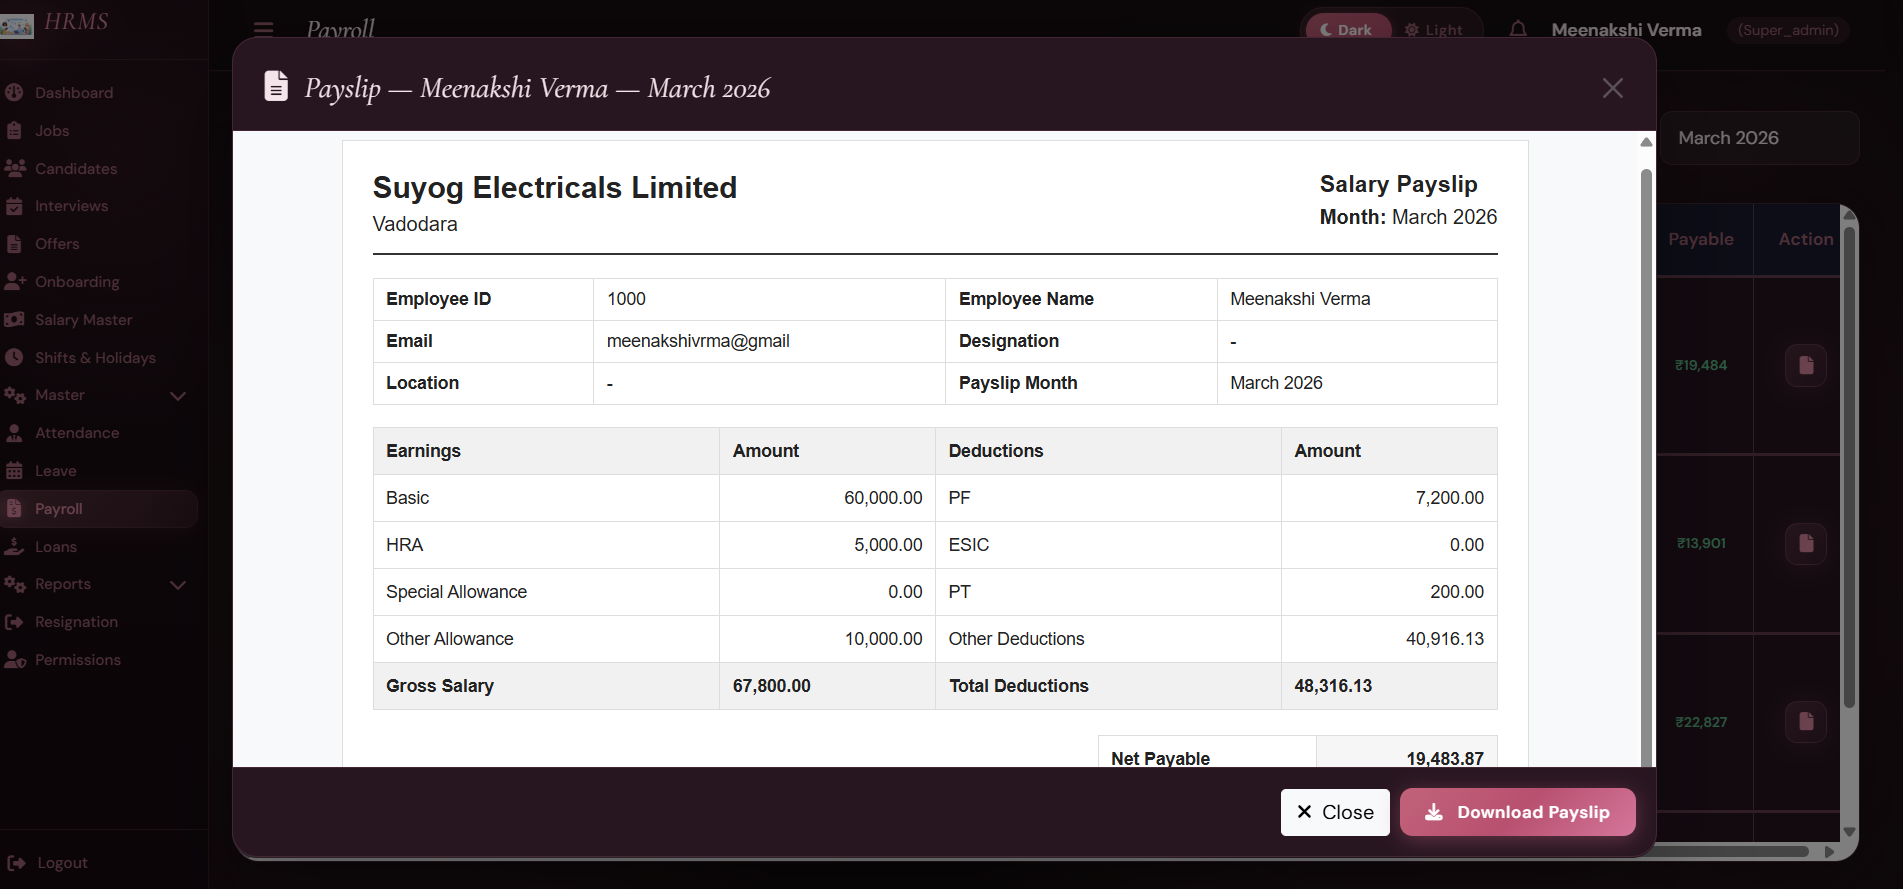 HRMS
Payroll
Dark
Light
Meenakshi Verma
(Super_admin)
Dashboard
Jobs
Candidates
Interviews
Offers
Onboarding
Salary Master
Shifts & Holidays
Master
Attendance
Leave
Payroll
Loans
Reports
Resignation
Permissions
Logout
Payslip — Meenakshi Verma — March 2026
March 2026
Payable Action
₹19,484
₹13,901
₹22,827
Suyog Electricals Limited
Vadodara
Salary Payslip
Month: March 2026
Employee ID 1000 Employee Name Meenakshi Verma
Email meenakshivrma@gmail Designation -
Location - Payslip Month March 2026
Earnings Amount Deductions Amount
Basic 60,000.00 PF 7,200.00
HRA 5,000.00 ESIC 0.00
Special Allowance 0.00 PT 200.00
Other Allowance 10,000.00 Other Deductions 40,916.13
Gross Salary 67,800.00 Total Deductions 48,316.13
Net Payable 19,483.87
Close
Download Payslip